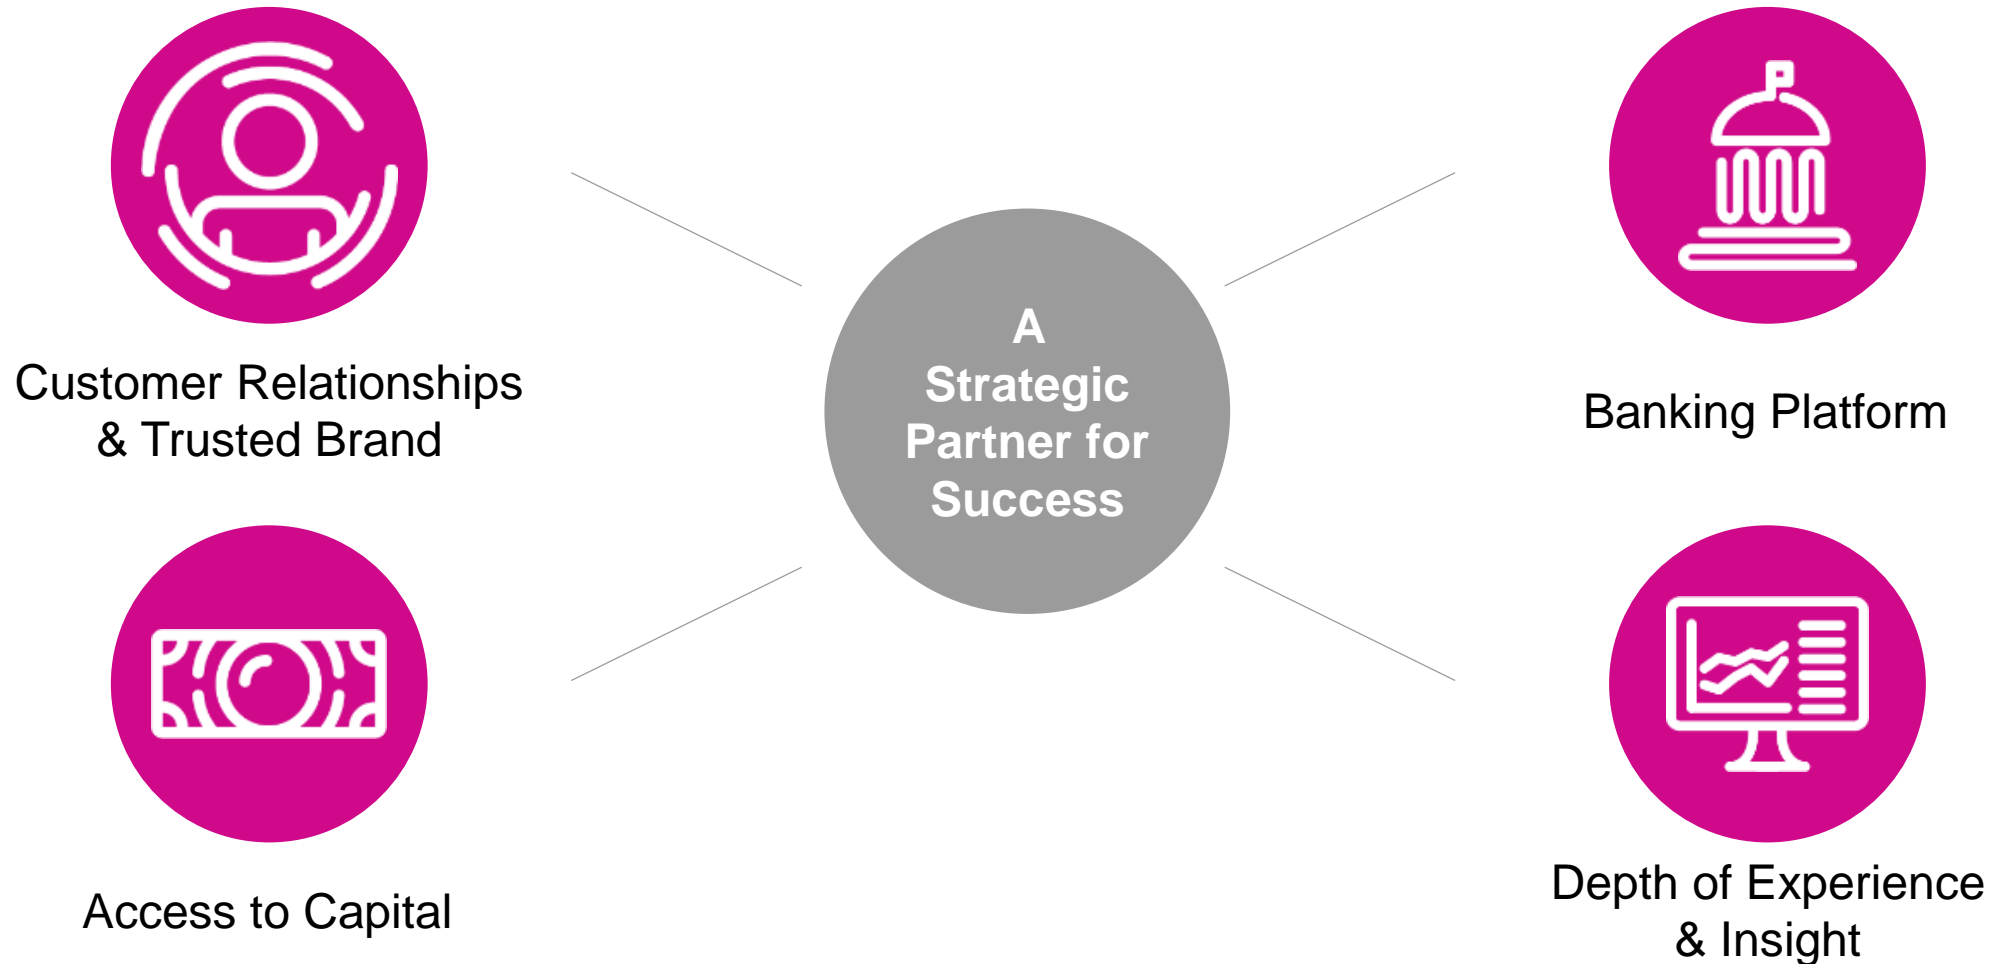 Customer Relationships
& Trusted Brand
A
Strategic
Partner for
Success
Banking Platform
Access to Capital
Depth of Experience
& Insight